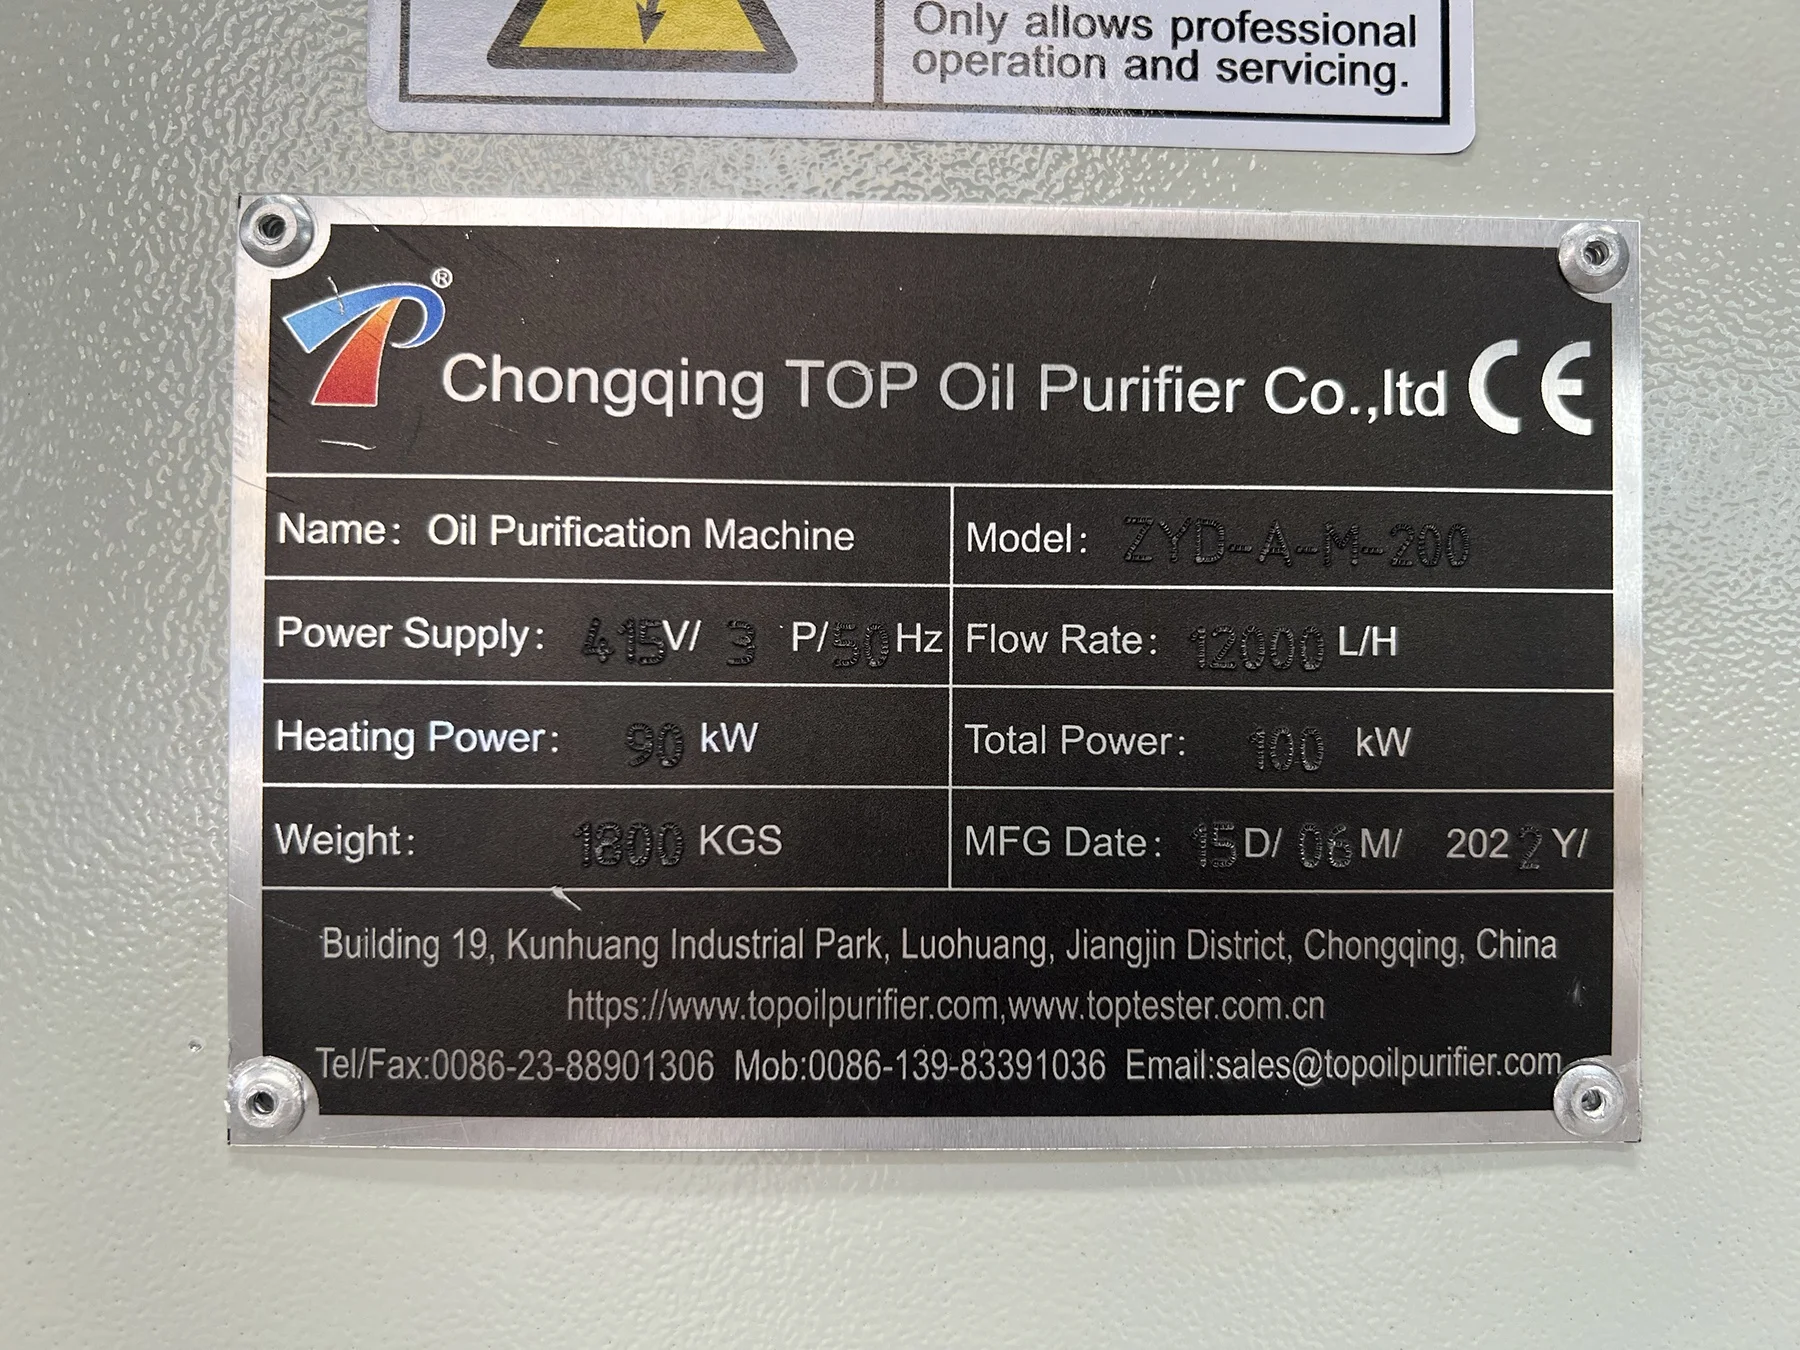 Only allows professional
operation and servicing.
®
Chongqing TOP Oil Purifier Co.,ltd CE
Name: Oil Purification Machine Model: ZYD-A-M-200
Power Supply: 415V/ 3 P/50Hz Flow Rate: 12000 L/H
Heating Power: 90 kW Total Power: 100 kW
Weight: 1800 KGS MFG Date: 15D/ 06M/ 2022Y/
Building 19, Kunhuang Industrial Park, Luohuang, Jiangjin District, Chongqing, China
https://www.topoilpurifier.com,www.toptester.com.cn
Tel/Fax:0086-23-88901306 Mob:0086-139-83391036 Email:sales@topoilpurifier.com